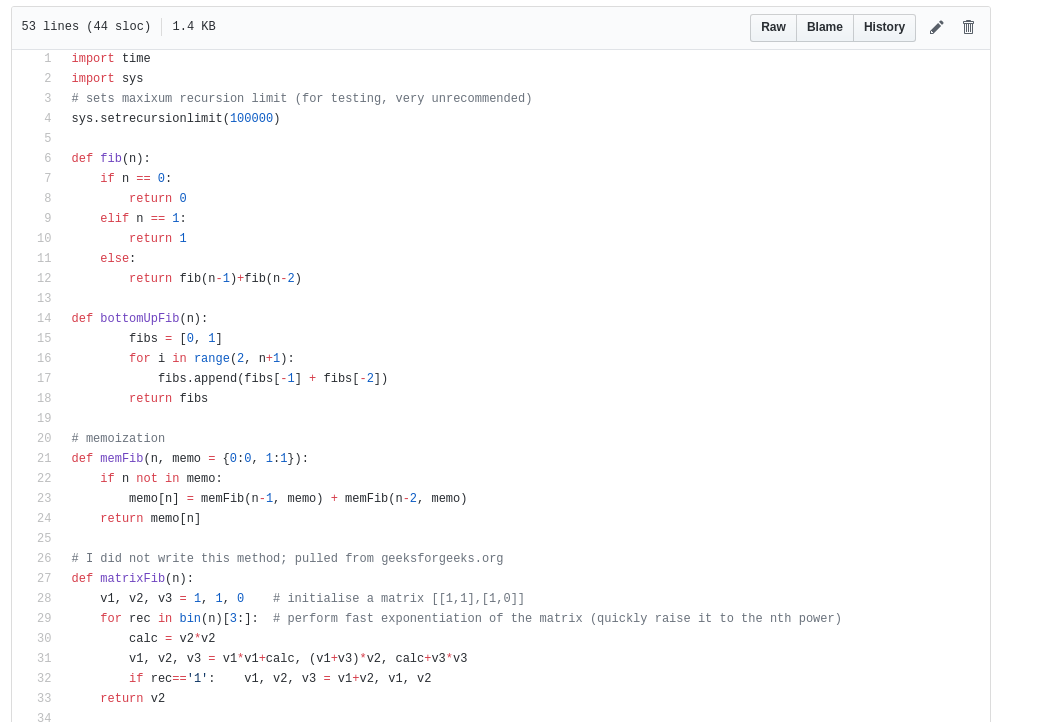 53 lines (44 sloc) 1.4 KB Raw Blame History
1 import time
2 import sys
3 # sets maxixum recursion limit (for testing, very unrecommended)
4 sys.setrecursionlimit(100000)
5
6 def fib(n):
7     if n == 0:
8         return 0
9     elif n == 1:
10         return 1
11     else:
12         return fib(n-1)+fib(n-2)
13
14 def bottomUpFib(n):
15         fibs = [0, 1]
16         for i in range(2, n+1):
17             fibs.append(fibs[-1] + fibs[-2])
18         return fibs
19
20 # memoization
21 def memFib(n, memo = {0:0, 1:1}):
22     if n not in memo:
23         memo[n] = memFib(n-1, memo) + memFib(n-2, memo)
24     return memo[n]
25
26 # I did not write this method; pulled from geeksforgeeks.org
27 def matrixFib(n):
28     v1, v2, v3 = 1, 1, 0    # initialise a matrix [[1,1],[1,0]]
29     for rec in bin(n)[3:]:  # perform fast exponentiation of the matrix (quickly raise it to the nth power)
30         calc = v2*v2
31         v1, v2, v3 = v1*v1+calc, (v1+v3)*v2, calc+v3*v3
32         if rec=='1':    v1, v2, v3 = v1+v2, v1, v2
33     return v2
34